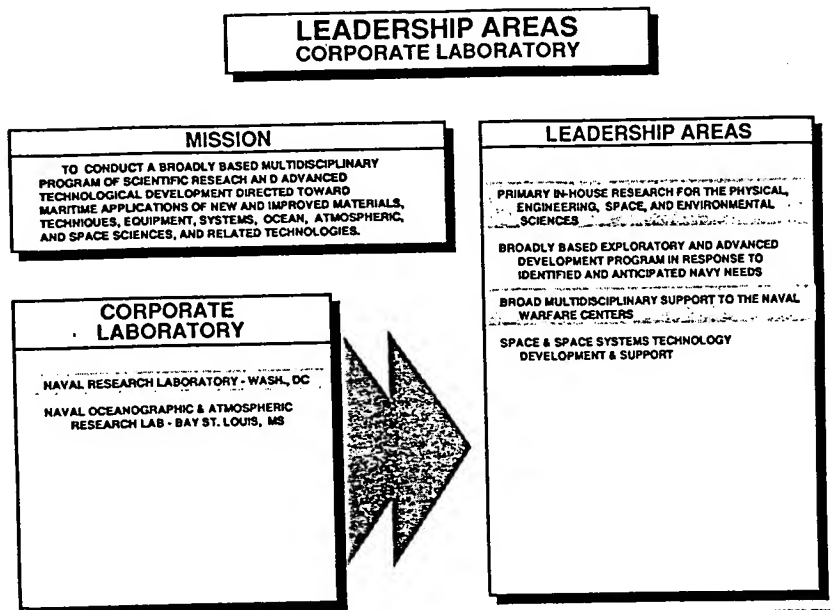 LEADERSHIP AREAS
CORPORATE LABORATORY
MISSION
TO CONDUCT A BROADLY BASED MULTIDISCIPLINARY
PROGRAM OF SCIENTIFIC RESEACH AN D ADVANCED
TECHNOLOGICAL DEVELOPMENT DIRECTED TOWARD
MARITIME APPLICATIONS OF NEW AND IMPROVED MATERIALS,
TECHNIQUES, EQUIPMENT, SYSTEMS, OCEAN, ATMOSPHERIC,
AND SPACE SCIENCES, AND RELATED TECHNOLOGIES.
CORPORATE
LABORATORY
NAVAL RESEARCH LABORATORY - WASH., DC
NAVAL OCEANOGRAPHIC & ATMOSPHERIC
RESEARCH LAB - BAY ST. LOUIS, MS
LEADERSHIP AREAS
PRIMARY IN-HOUSE RESEARCH FOR THE PHYSICAL,
ENGINEERING, SPACE, AND ENVIRONMENTAL
SCIENCES
BROADLY BASED EXPLORATORY AND ADVANCED
DEVELOPMENT PROGRAM IN RESPONSE TO
IDENTIFIED AND ANTICIPATED NAVY NEEDS
BROAD MULTIDISCIPLINARY SUPPORT TO THE NAVAL
WARFARE CENTERS
SPACE & SPACE SYSTEMS TECHNOLOGY
DEVELOPMENT & SUPPORT